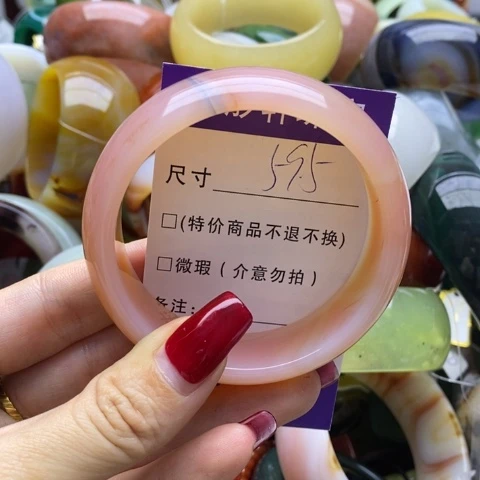 尺寸 59.5
□(特价商品不退不换)
□微瑕(介意勿拍)
备注: